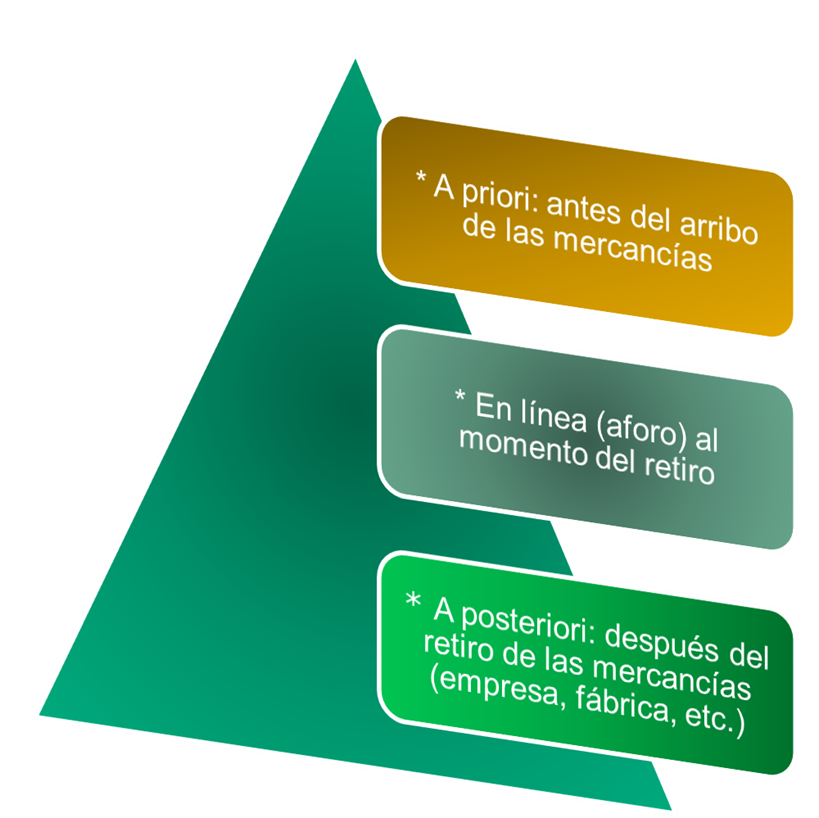 * A priori: antes del arribo
de las mercancías
* En línea (aforo) al
momento del retiro
* A posteriori: después del
retiro de las mercancías
(empresa, fábrica, etc.)